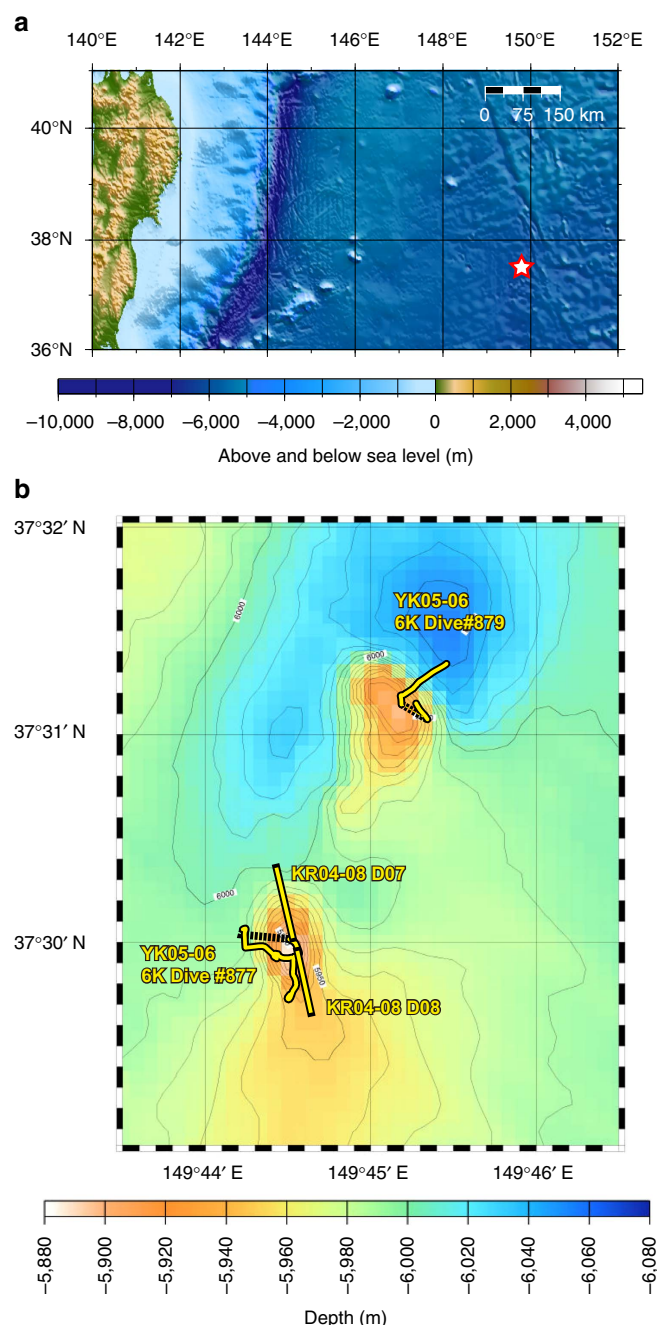 a
140°E 142°E 144°E 146°E 148°E 150°E 152°E
40°N
38°N
36°N
0 75 150 km
−10,000 −8,000 −6,000 −4,000 −2,000 0 2,000 4,000
Above and below sea level (m)
b
37°32′ N
37°31′ N
37°30′ N
6000
YK05-06
6K Dive#879
6000
KR04-08 D07
6000
YK05-06
6K Dive #877
5950
KR04-08 D08
149°44′ E 149°45′ E 149°46′ E
−5,880 −5,900 −5,920 −5,940 −5,960 −5,980 −6,000 −6,020 −6,040 −6,060 −6,080
Depth (m)